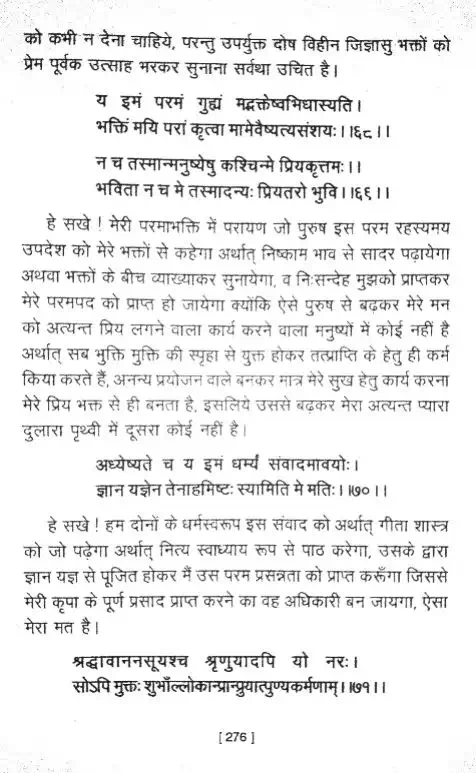 को कभी न देना चाहिये, परन्तु उपर्युक्त दोष विहीन जिज्ञासु भक्तों को
प्रेम पूर्वक उत्साह भरकर सुनाना सर्वथा उचित है।
य इमं परमं गुह्यं मद्भक्तेष्वभिधास्यति।
भक्तिं मयि परां कृत्वा मामेवैष्यत्यसंशयः।।६८।।
न च तस्मान्मनुष्येषु कश्चिन्मे प्रियकृत्तमः।।
भविता न च मे तस्मादन्यः प्रियतरो भुवि।।६९।।
हे सखे ! मेरी परमाभक्ति में परायण जो पुरुष इस परम रहस्यमय
उपदेश को मेरे भक्तों से कहेगा अर्थात् निष्काम भाव से सादर पढ़ायेगा
अथवा भक्तों के बीच व्याख्याकर सुनायेगा, व निःसन्देह मुझको प्राप्तकर
मेरे परमपद को प्राप्त हो जायेगा क्योंकि ऐसे पुरुष से बढ़कर मेरे मन
को अत्यन्त प्रिय लगने वाला कार्य करने वाला मनुष्यों में कोई नहीं है
अर्थात् सब भुक्ति मुक्ति की स्पृहा से युक्त होकर तत्प्राप्ति के हेतु ही कर्म
किया करते हैं, अनन्य प्रयोजन वाले बनकर मात्र मेरे सुख हेतु कार्य करना
मेरे प्रिय भक्त से ही बनता है, इसलिये उससे बढ़कर मेरा अत्यन्त प्यारा
दुलारा पृथ्वी में दूसरा कोई नहीं है।
अध्येष्यते च य इमं धर्म्यं संवादमावयोः।
ज्ञान यज्ञेन तेनाहमिष्टः स्यामिति मे मतिः।।७०।।
हे सखे ! हम दोनों के धर्मस्वरूप इस संवाद को अर्थात् गीता शास्त्र
को जो पढ़ेगा अर्थात् नित्य स्वाध्याय रूप से पाठ करेगा, उसके द्वारा
ज्ञान यज्ञ से पूजित होकर मैं उस परम प्रसन्नता को प्राप्त करूँगा जिससे
मेरी कृपा के पूर्ण प्रसाद प्राप्त करने का वह अधिकारी बन जायगा, ऐसा
मेरा मत है।
श्रद्धावाननसूयश्च श्रृणुयादपि यो नरः।
सोऽपि मुक्तः शुभाँल्लोकान्प्राप्नुयात्पुण्यकर्मणाम्।।७१।।
[ 276 ]